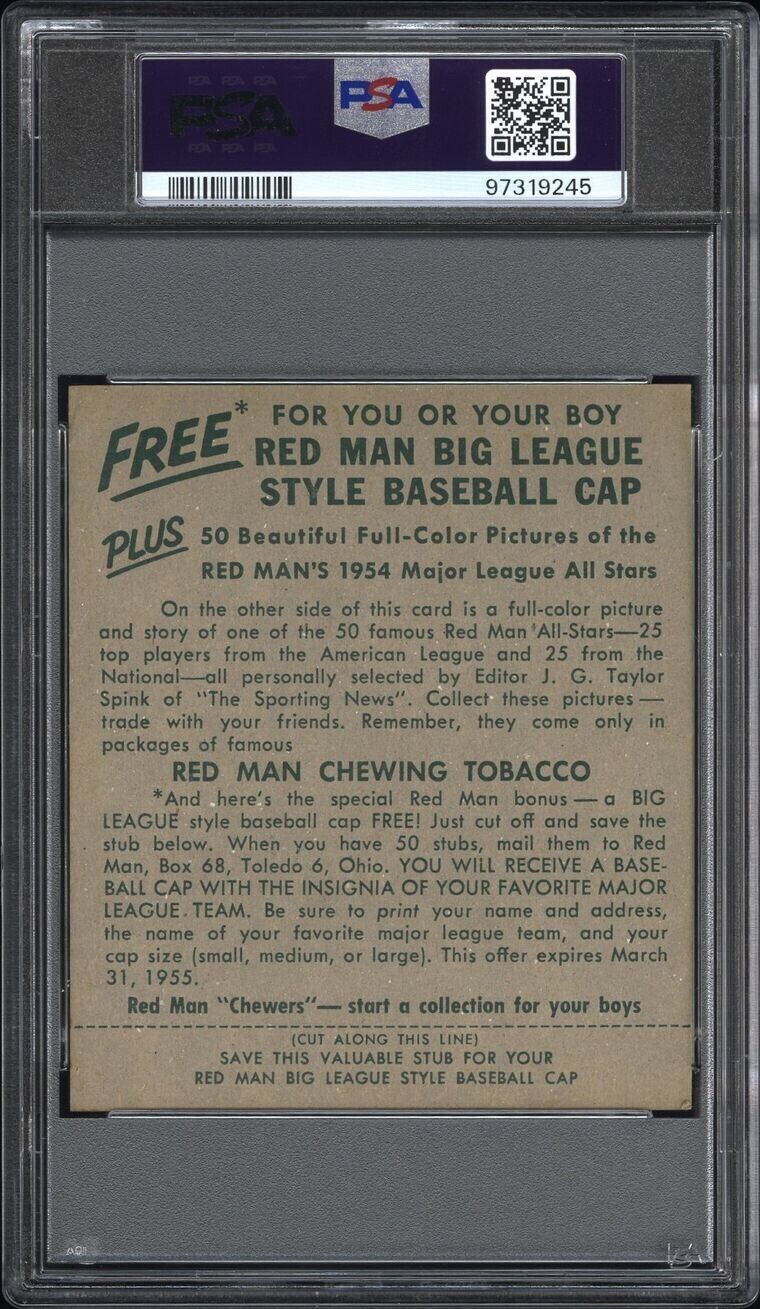 PSA PSA PSA
PSA
PSA
PSA PSA PSA
97319245
FREE* FOR YOU OR YOUR BOY
RED MAN BIG LEAGUE
STYLE BASEBALL CAP
PLUS 50 Beautiful Full-Color Pictures of the
RED MAN'S 1954 Major League All Stars
On the other side of this card is a full-color picture
and story of one of the 50 famous Red Man All-Stars—25
top players from the American League and 25 from the
National—all personally selected by Editor J. G. Taylor
Spink of "The Sporting News". Collect these pictures —
trade with your friends. Remember, they come only in
packages of famous
RED MAN CHEWING TOBACCO
*And here's the special Red Man bonus — a BIG
LEAGUE style baseball cap FREE! Just cut off and save the
stub below. When you have 50 stubs, mail them to Red
Man, Box 68, Toledo 6, Ohio. YOU WILL RECEIVE A BASE-
BALL CAP WITH THE INSIGNIA OF YOUR FAVORITE MAJOR
LEAGUE TEAM. Be sure to print your name and address,
the name of your favorite major league team, and your
cap size (small, medium, or large). This offer expires March
31, 1955.
Red Man "Chewers"— start a collection for your boys
(CUT ALONG THIS LINE)
SAVE THIS VALUABLE STUB FOR YOUR
RED MAN BIG LEAGUE STYLE BASEBALL CAP